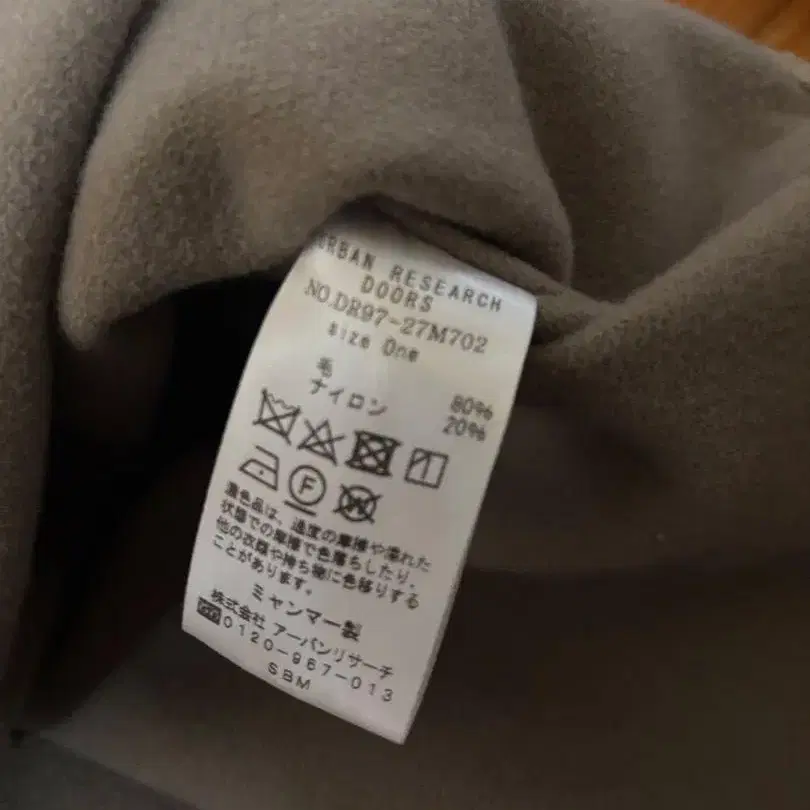 URBAN RESEARCH
DOORS
NO.DR97-27M702
size One
毛 80%
ナイロン 20%
F
W
濃色品は、過度の摩擦や濡れた
状態での摩擦で色落ちしたり、
他の衣類や持ち物に色移りする
ことがあります。
ミヤンマー製
株式会社 アーバンリサーチ
0120-967-013
SBM